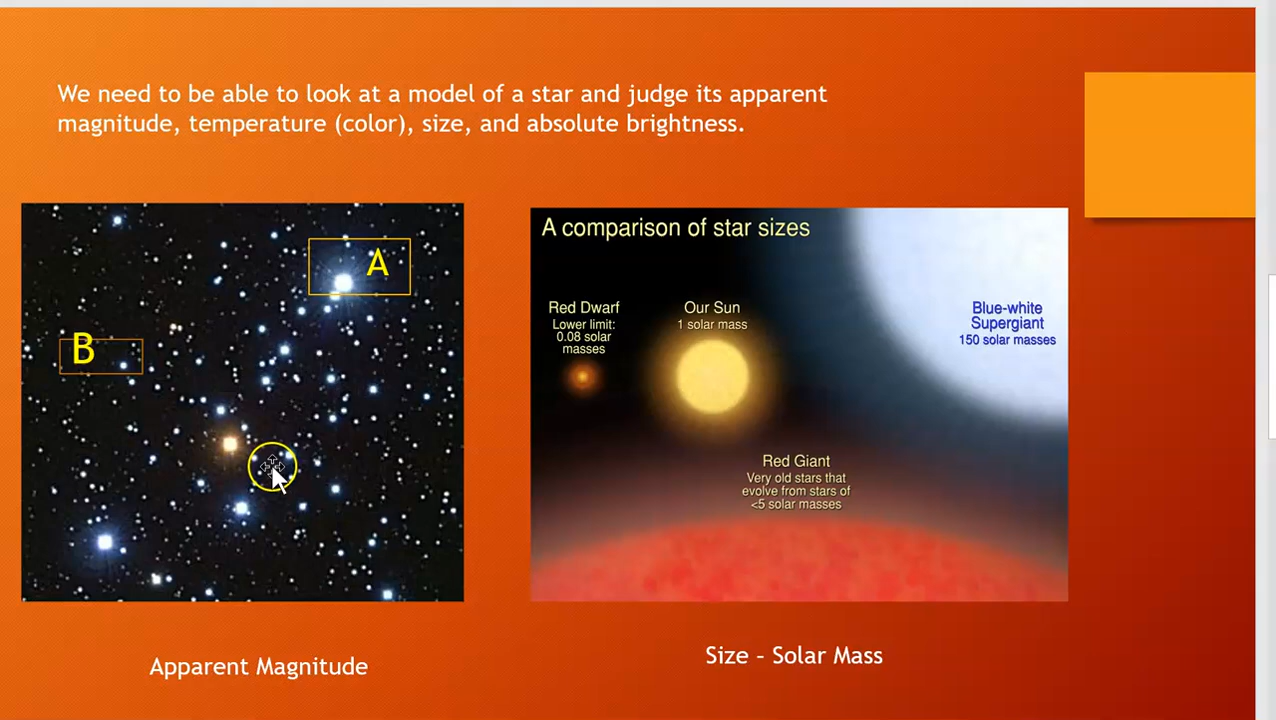 We need to be able to look at a model of a star and judge its apparent
magnitude, temperature (color), size, and absolute brightness.
A
B
A comparison of star sizes
Red Dwarf
Lower limit:
0.08 solar
masses
Our Sun
1 solar mass
Blue-white
Supergiant
150 solar masses
Red Giant
Very old stars that
evolve from stars of
<5 solar masses
Apparent Magnitude
Size – Solar Mass